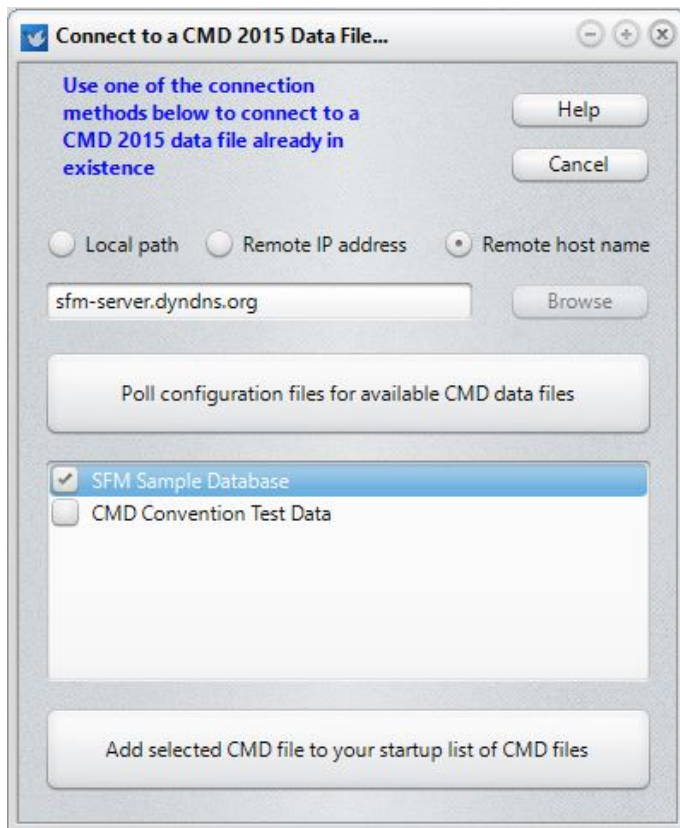 Connect to a CMD 2015 Data File...
Use one of the connection
methods below to connect to a
CMD 2015 data file already in
existence
Help
Cancel
Local path Remote IP address Remote host name
sfm-server.dyndns.org Browse
Poll configuration files for available CMD data files
SFM Sample Database
CMD Convention Test Data
Add selected CMD file to your startup list of CMD files